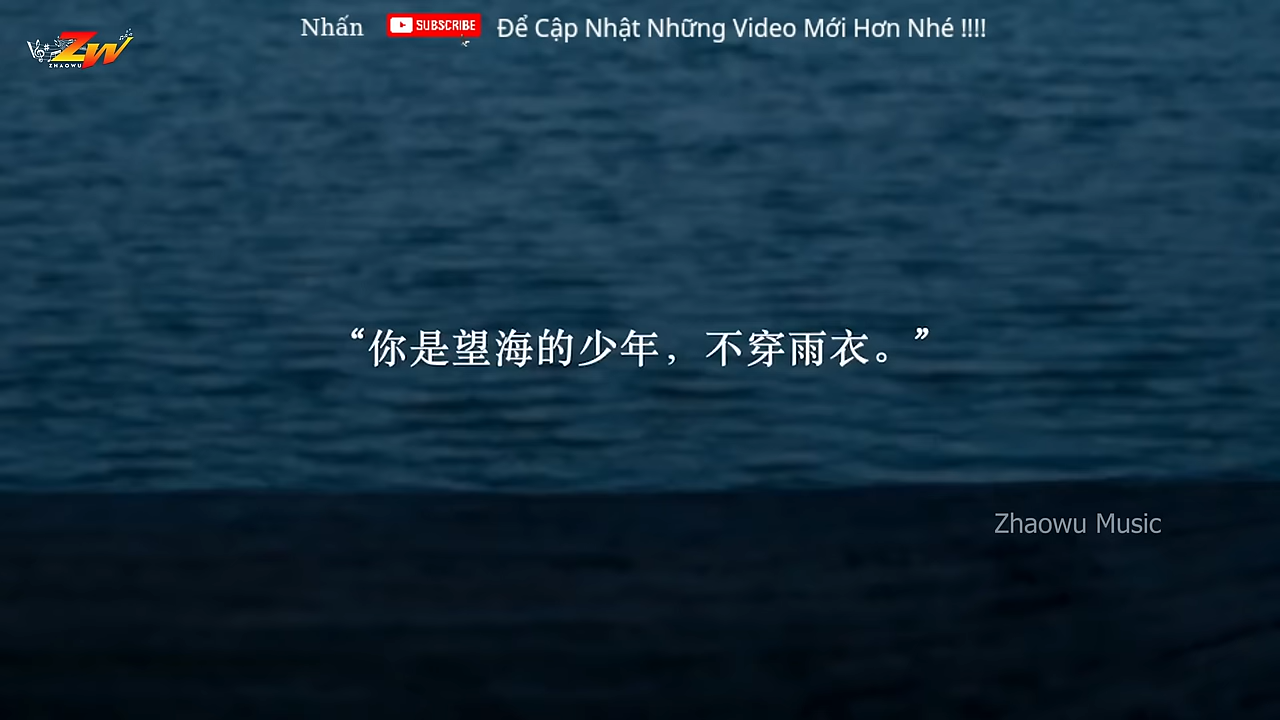 Nhấn SUBSCRIBE Để Cập Nhật Những Video Mới Hơn Nhé !!!!
ZW
ZHAOWU
“你是望海的少年，不穿雨衣。”
Zhaowu Music